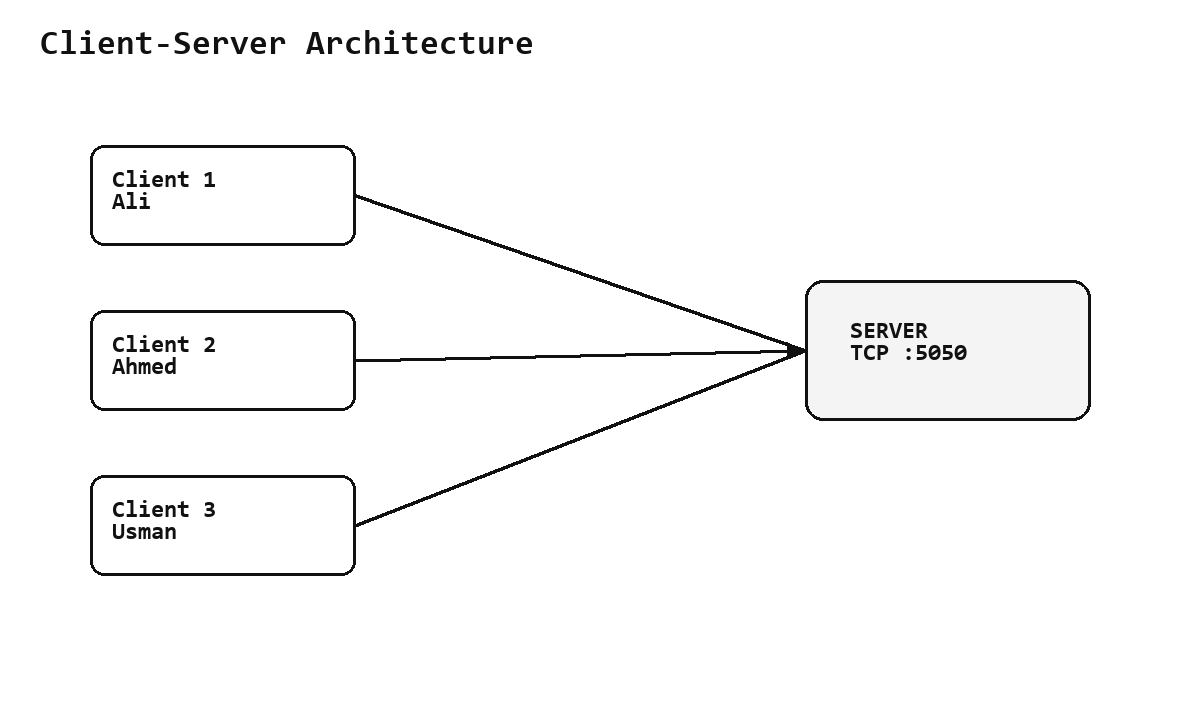 Client-Server Architecture
Client 1
Ali
Client 2
Ahmed
Client 3
Usman
SERVER
TCP :5050